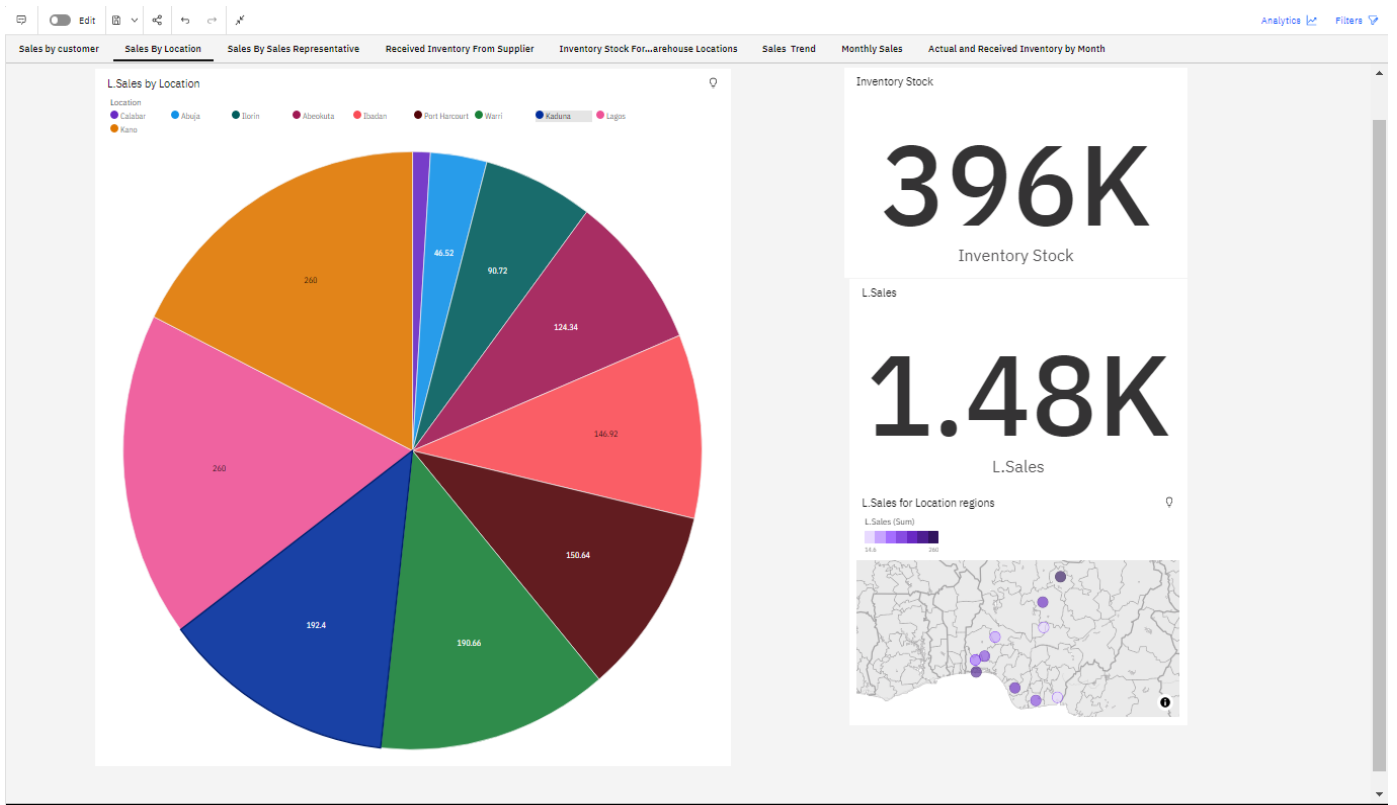 Edit
Analytics
Filters
Sales by customer
Sales By Location
Sales By Sales Representative
Received Inventory From Supplier
Inventory Stock For...arehouse Locations
Sales Trend
Monthly Sales
Actual and Received Inventory by Month
L.Sales by Location
Location
Calabar
Abuja
Ilorin
Abeokuta
Ibadan
Port Harcourt
Warri
Kaduna
Lagos
Kano
46.52
90.72
124.34
146.92
150.64
190.66
192.4
260
260
Inventory Stock
396K
Inventory Stock
L.Sales
1.48K
L.Sales
L.Sales for Location regions
L.Sales (Sum)
14.6 260